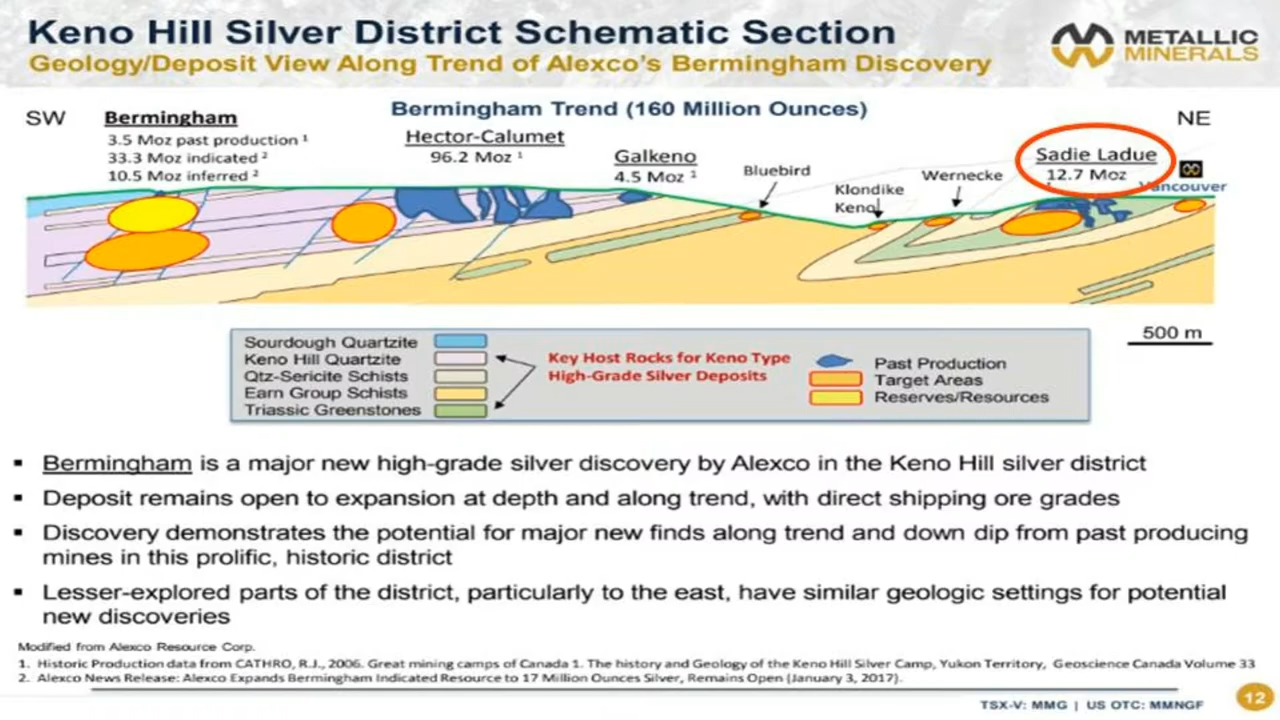 Keno Hill Silver District Schematic Section
Geology/Deposit View Along Trend of Alexco's Bermingham Discovery
METALLIC
MINERALS
SW
Bermingham
3.5 Moz past production 1
33.3 Moz indicated 2
10.5 Moz inferred 2
Bermingham Trend (160 Million Ounces)
Hector-Calumet
96.2 Moz 1
Galkeno
4.5 Moz 1
Bluebird
Klondike
Keno
Wernecke
NE
Sadie Ladue
12.7 Moz
Vancouver
500 m
Sourdough Quartzite
Keno Hill Quartzite
Qtz-Sericite Schists
Earn Group Schists
Triassic Greenstones
Key Host Rocks for Keno Type
High-Grade Silver Deposits
Past Production
Target Areas
Reserves/Resources
▪ Bermingham is a major new high-grade silver discovery by Alexco in the Keno Hill silver district
▪ Deposit remains open to expansion at depth and along trend, with direct shipping ore grades
▪ Discovery demonstrates the potential for major new finds along trend and down dip from past producing
mines in this prolific, historic district
▪ Lesser-explored parts of the district, particularly to the east, have similar geologic settings for potential
new discoveries
Modified from Alexco Resource Corp.
1. Historic Production data from CATHRO, R.J., 2006. Great mining camps of Canada 1. The history and Geology of the Keno Hill Silver Camp, Yukon Territory, Geoscience Canada Volume 33
2. Alexco News Release: Alexco Expands Bermingham Indicated Resource to 17 Million Ounces Silver, Remains Open (January 3, 2017).
TSX-V: MMG | US OTC: MMNGF
12